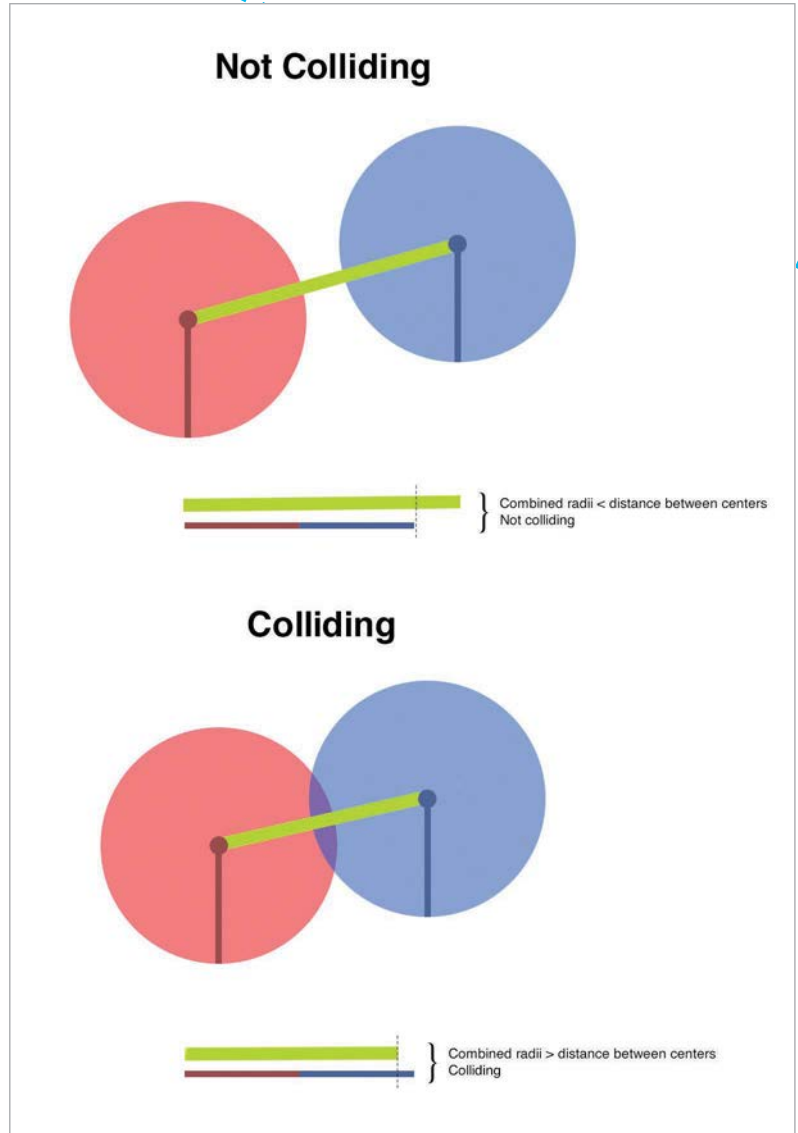 Not Colliding
Combined radii < distance between centers
Not colliding
Colliding
Combined radii > distance between centers
Colliding